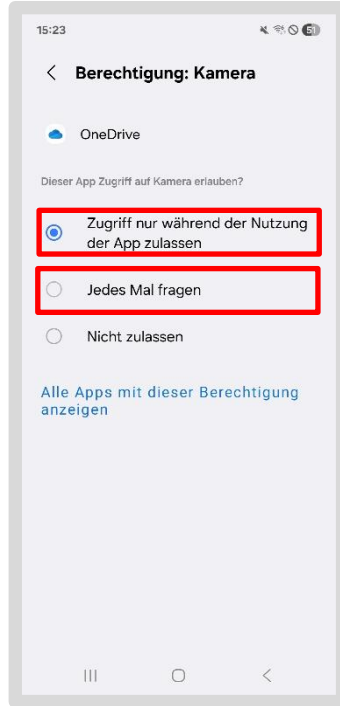 15:23
51
Berechtigung: Kamera
OneDrive
Dieser App Zugriff auf Kamera erlauben?
Zugriff nur während der Nutzung
der App zulassen
Jedes Mal fragen
Nicht zulassen
Alle Apps mit dieser Berechtigung
anzeigen